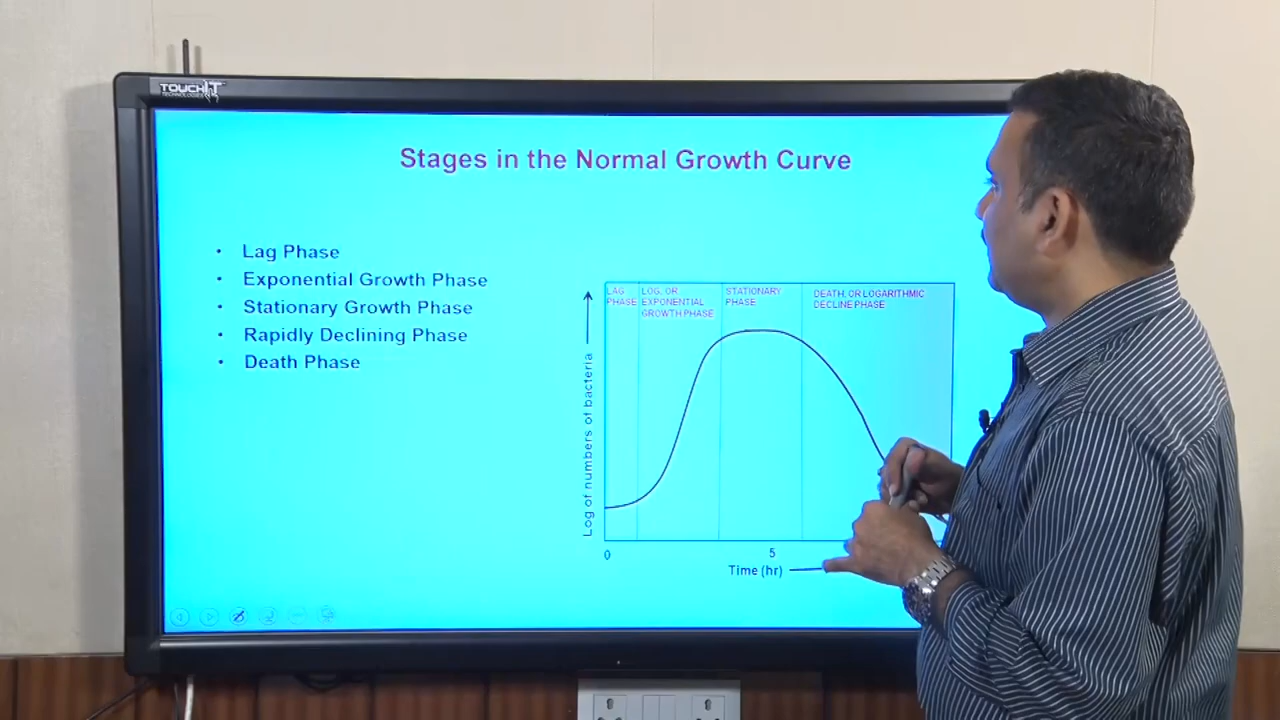 TOUCHIT
TECHNOLOGIES
Stages in the Normal Growth Curve
• Lag Phase
• Exponential Growth Phase
• Stationary Growth Phase
• Rapidly Declining Phase
• Death Phase
LAG
PHASE
LOG, OR
EXPONENTIAL
GROWTH PHASE
STATIONARY
PHASE
DEATH, OR LOGARITHMIC
DECLINE PHASE
Log of numbers of bacteria
0
5
Time (hr)